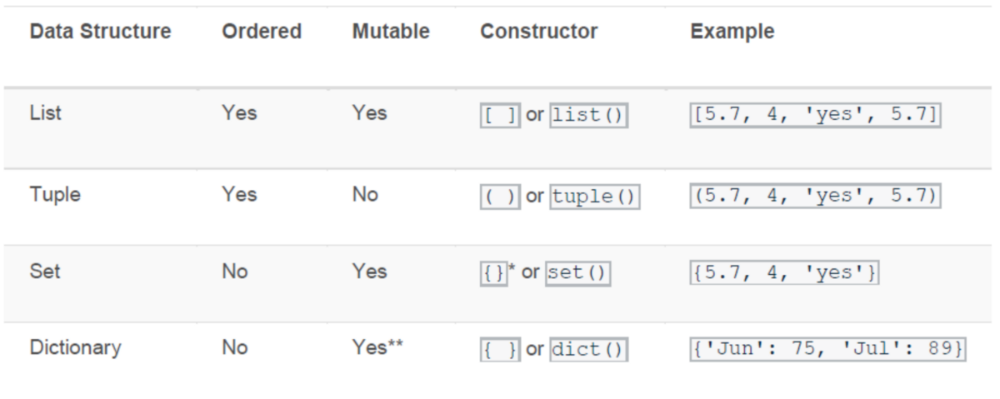 Data Structure Ordered Mutable Constructor Example
List Yes Yes [ ] or list() [5.7, 4, 'yes', 5.7]
Tuple Yes No ( ) or tuple() (5.7, 4, 'yes', 5.7)
Set No Yes {}* or set() {5.7, 4, 'yes'}
Dictionary No Yes** { } or dict() {'Jun': 75, 'Jul': 89}